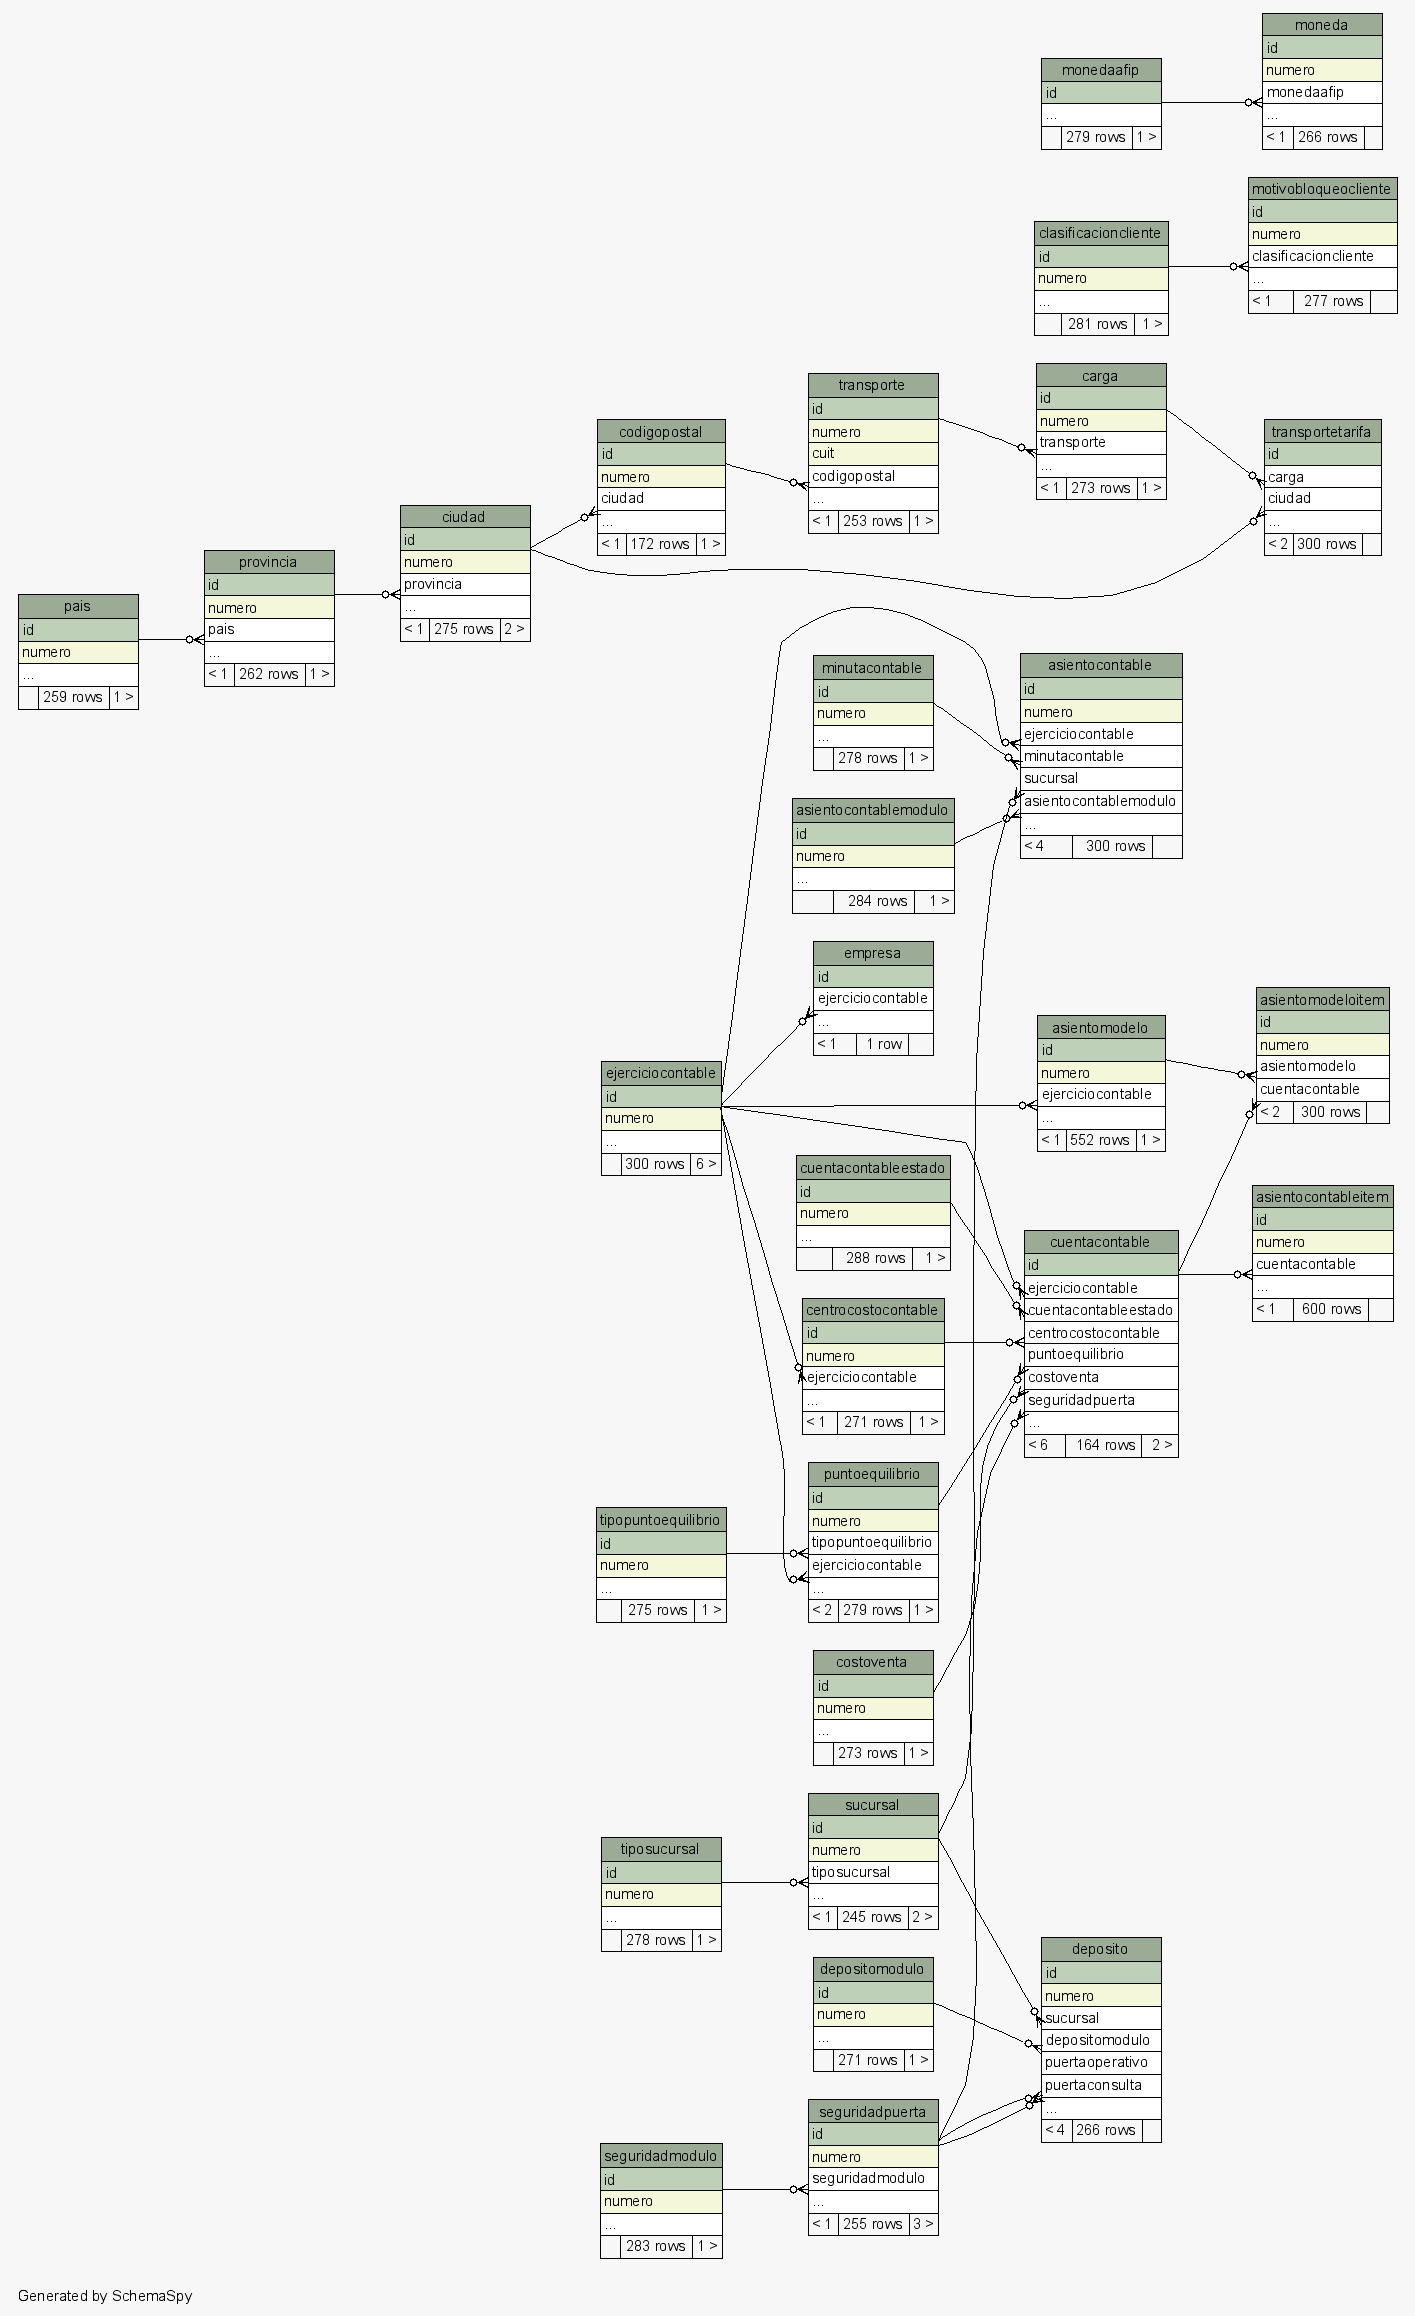 moneda
id
numero
monedaafip
...
< 1 266 rows
monedaafip
id
...
279 rows 1 >
motivobloqueocliente
id
numero
clasificacioncliente
...
< 1 277 rows
clasificacioncliente
id
numero
...
281 rows 1 >
carga
id
numero
transporte
...
< 1 273 rows 1 >
transporte
id
numero
cuit
codigopostal
...
< 1 253 rows 1 >
transportetarifa
id
carga
ciudad
...
< 2 300 rows
codigopostal
id
numero
ciudad
...
< 1 172 rows 1 >
ciudad
id
numero
provincia
...
< 1 275 rows 2 >
provincia
id
numero
pais
...
< 1 262 rows 1 >
pais
id
numero
...
259 rows 1 >
asientocontable
id
numero
ejerciciocontable
minutacontable
sucursal
asientocontablemodulo
...
< 4 300 rows
minutacontable
id
numero
...
278 rows 1 >
asientocontablemodulo
id
numero
...
284 rows 1 >
empresa
id
ejerciciocontable
...
< 1 1 row
asientomodeloitem
id
numero
asientomodelo
cuentacontable
< 2 300 rows
asientomodelo
id
numero
ejerciciocontable
...
< 1 552 rows 1 >
ejerciciocontable
id
numero
...
300 rows 6 >
cuentacontableestado
id
numero
...
288 rows 1 >
asientocontableitem
id
numero
cuentacontable
...
< 1 600 rows
cuentacontable
id
ejerciciocontable
cuentacontableestado
centrocostocontable
puntoequilibrio
costoventa
seguridadpuerta
...
< 6 164 rows 2 >
centrocostocontable
id
numero
ejerciciocontable
...
< 1 271 rows 1 >
puntoequilibrio
id
numero
tipopuntoequilibrio
ejerciciocontable
...
< 2 279 rows 1 >
tipopuntoequilibrio
id
numero
...
275 rows 1 >
costoventa
id
numero
...
273 rows 1 >
sucursal
id
numero
tiposucursal
...
< 1 245 rows 2 >
tiposucursal
id
numero
...
278 rows 1 >
deposito
id
numero
sucursal
depositomodulo
puertaoperativo
puertaconsulta
...
< 4 266 rows
depositomodulo
id
numero
...
271 rows 1 >
seguridadpuerta
id
numero
seguridadmodulo
...
< 1 255 rows 3 >
seguridadmodulo
id
numero
...
283 rows 1 >
Generated by SchemaSpy